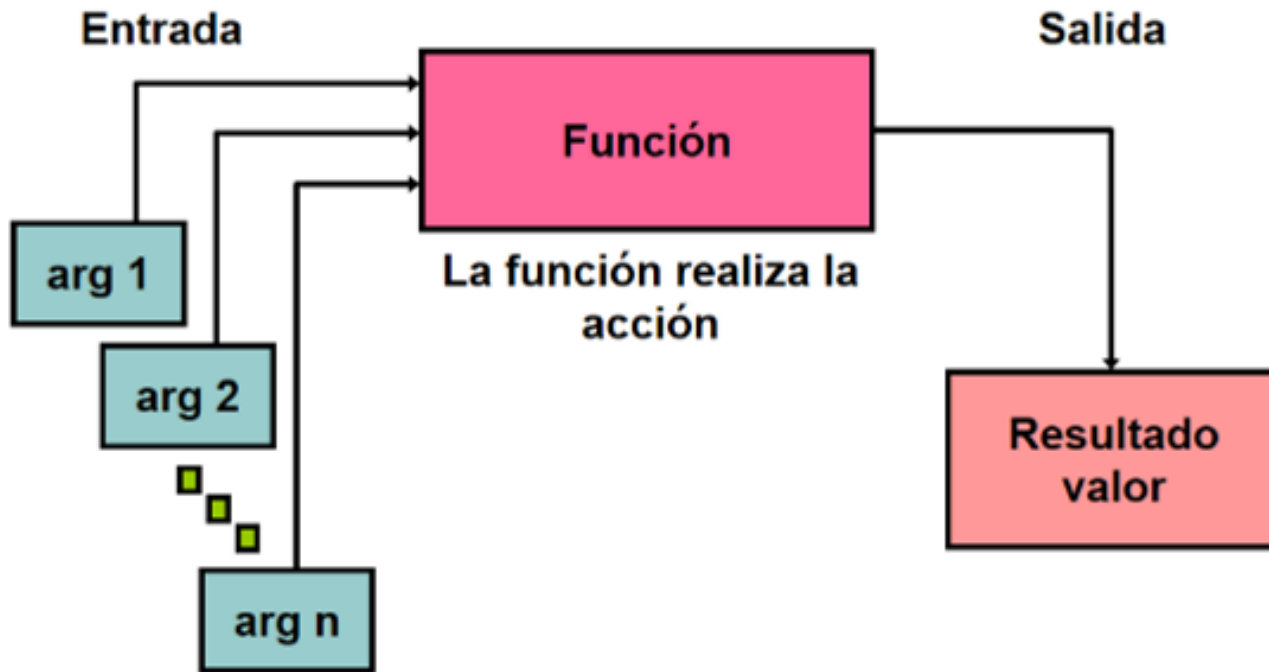 Entrada
Salida
Función
La función realiza la
acción
arg 1
arg 2
arg n
Resultado
valor